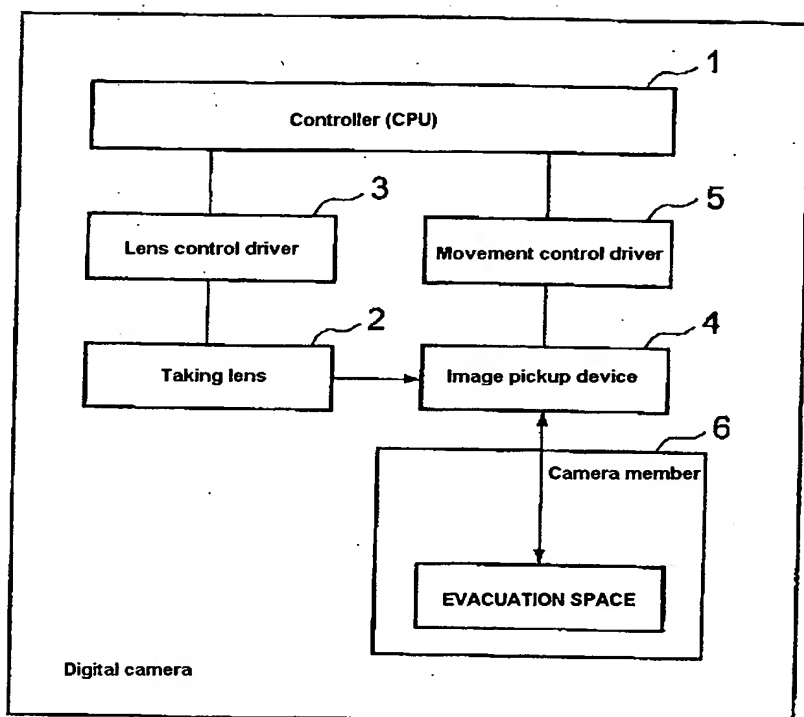 1
Controller (CPU)
3
5
Lens control driver
Movement control driver
2
4
Taking lens
Image pickup device
6
Camera member
EVACUATION SPACE
Digital camera